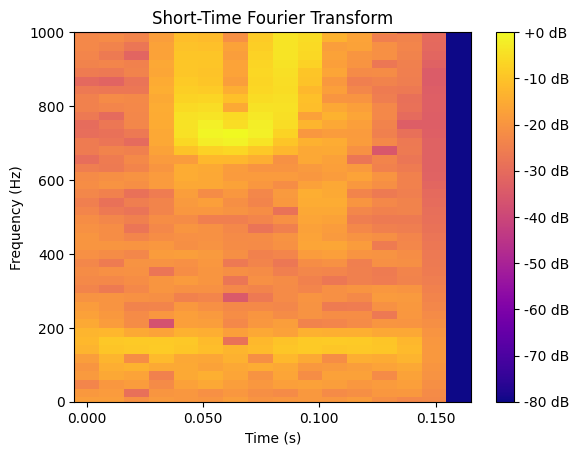 Short-Time Fourier Transform
Frequency (Hz)
1000
800
600
400
200
0
0.000
0.050
0.100
0.150
Time (s)
+0 dB
-10 dB
-20 dB
-30 dB
-40 dB
-50 dB
-60 dB
-70 dB
-80 dB